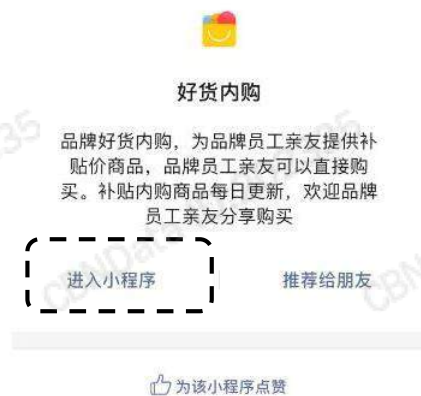 好货内购
品牌好货内购，为品牌员工亲友提供补
贴价商品，品牌员工亲友可以直接购
买。补贴内购商品每日更新，欢迎品牌
员工亲友分享购买
进入小程序
推荐给朋友
为该小程序点赞